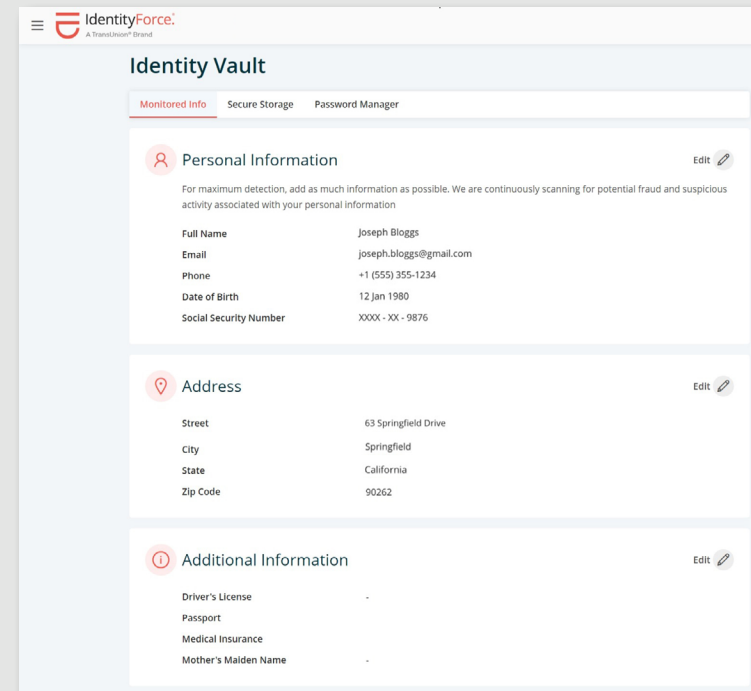 IdentityForce.
A TransUnion® Brand
Identity Vault
Monitored Info Secure Storage Password Manager
Personal Information Edit
For maximum detection, add as much information as possible. We are continuously scanning for potential fraud and suspicious
activity associated with your personal information
Full Name Joseph Bloggs
Email joseph.bloggs@gmail.com
Phone +1 (555) 355-1234
Date of Birth 12 Jan 1980
Social Security Number XXXX - XX - 9876
Address Edit
Street 63 Springfield Drive
City Springfield
State California
Zip Code 90262
Additional Information Edit
Driver's License -
Passport
Medical Insurance
Mother's Maiden Name -